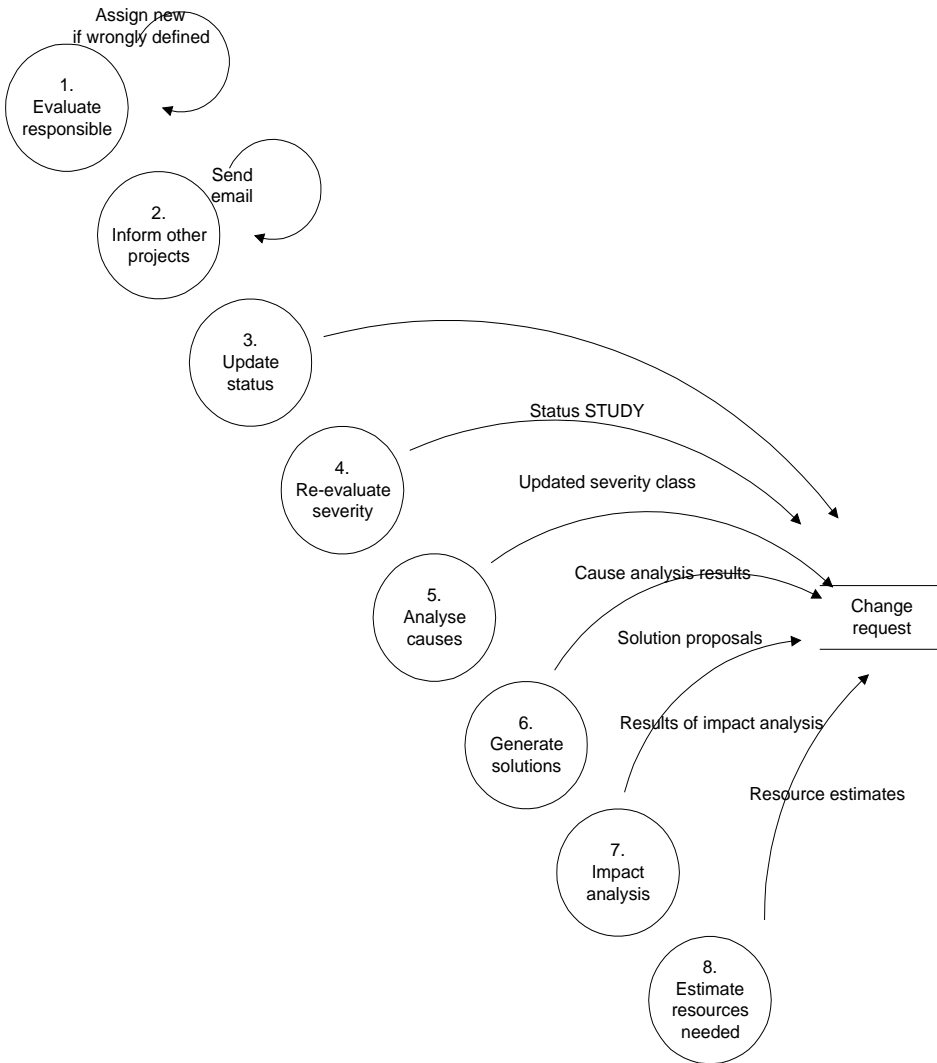 Assign new
if wrongly defined
1.
Evaluate
responsible
Send
email
2.
Inform other
projects
3.
Update
status
Status STUDY
4.
Re-evaluate
severity
Updated severity class
5.
Analyse
causes
Cause analysis results
Change
request
Solution proposals
6.
Generate
solutions
Results of impact analysis
7.
Impact
analysis
Resource estimates
8.
Estimate
resources
needed